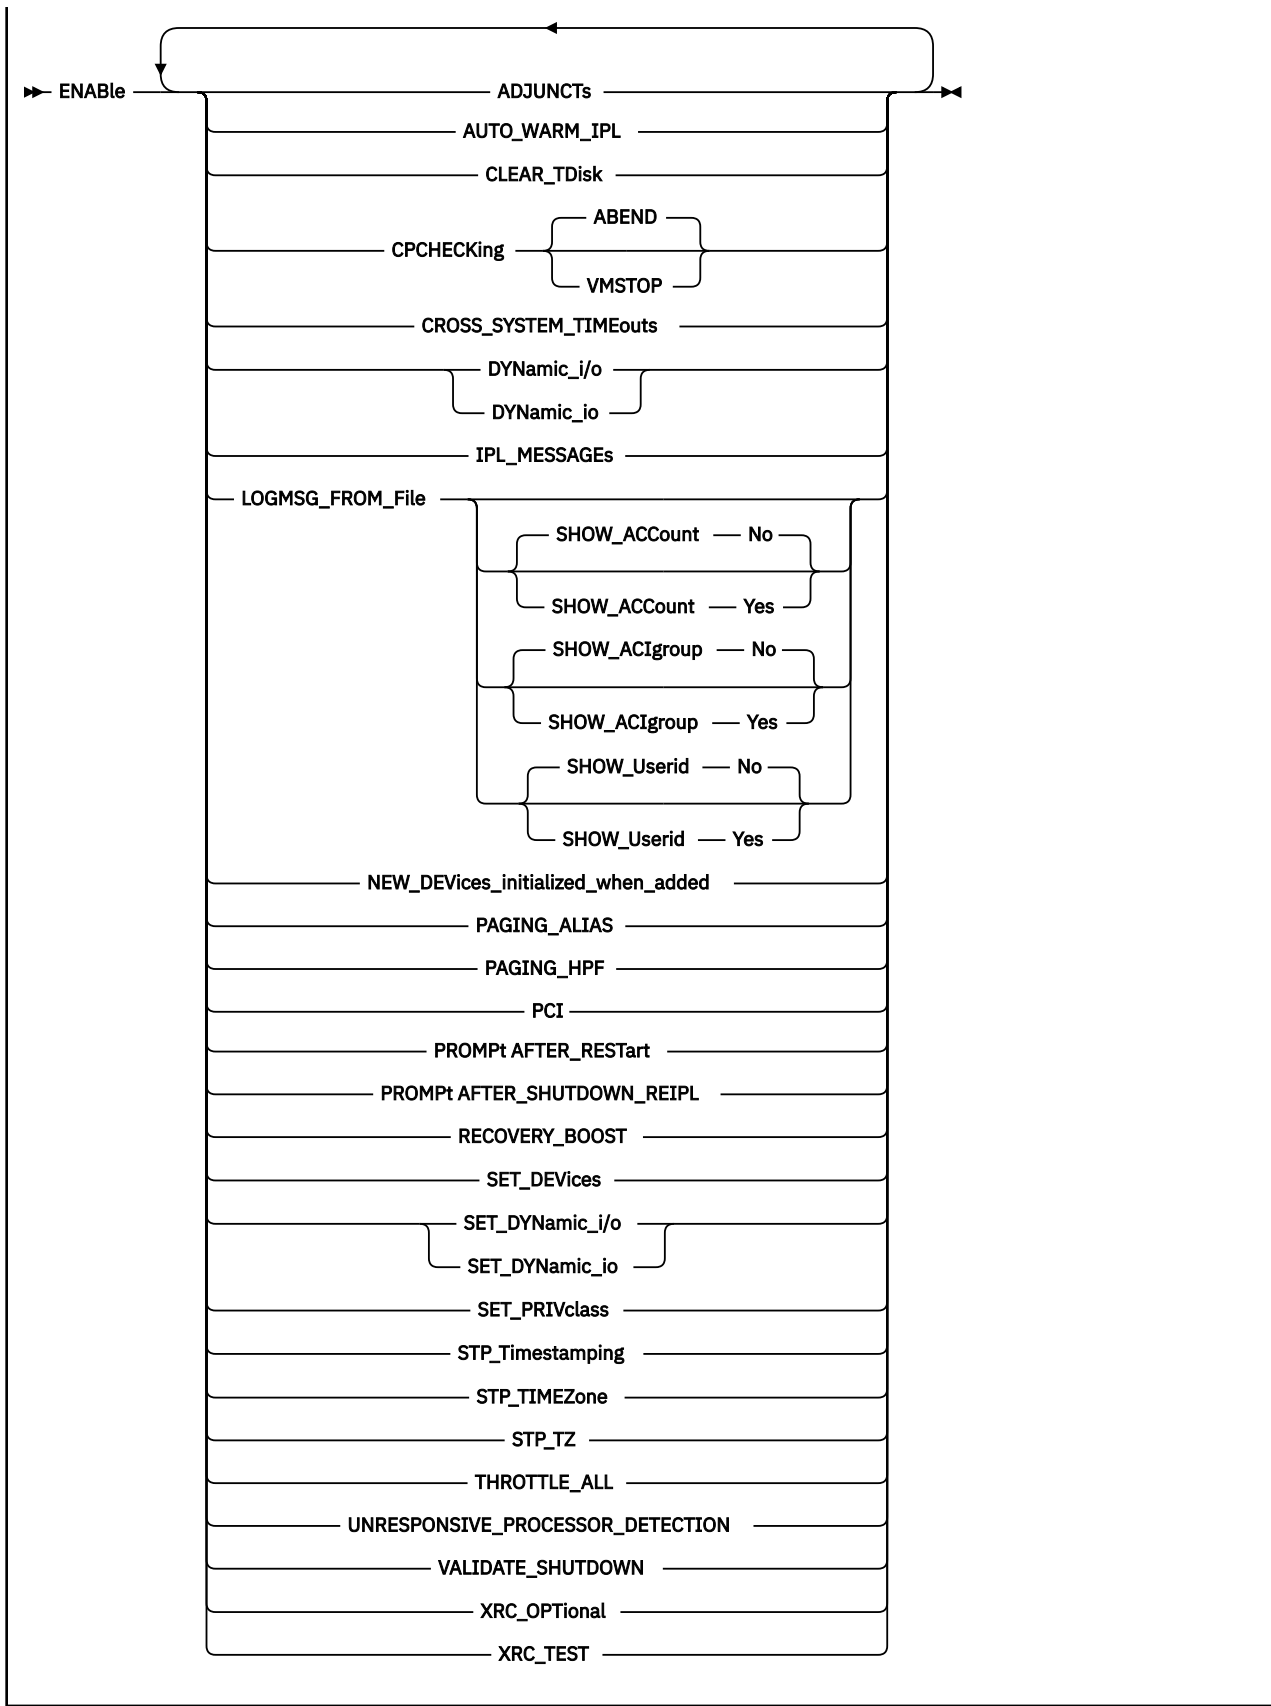 ENABle ADJUNCTs
AUTO_WARM_IPL
CLEAR_TDisk
ABEND
CPCHECKing
VMSTOP
CROSS_SYSTEM_TIMEouts
DYNamic_i/o
DYNamic_io
IPL_MESSAGEs
LOGMSG_FROM_File
SHOW_ACCount No
SHOW_ACCount Yes
SHOW_ACIgroup No
SHOW_ACIgroup Yes
SHOW_Userid No
SHOW_Userid Yes
NEW_DEVices_initialized_when_added
PAGING_ALIAS
PAGING_HPF
PCI
PROMPt AFTER_RESTart
PROMPt AFTER_SHUTDOWN_REIPL
RECOVERY_BOOST
SET_DEVices
SET_DYNamic_i/o
SET_DYNamic_io
SET_PRIVclass
STP_Timestamping
STP_TIMEZone
STP_TZ
THROTTLE_ALL
UNRESPONSIVE_PROCESSOR_DETECTION
VALIDATE_SHUTDOWN
XRC_OPTional
XRC_TEST